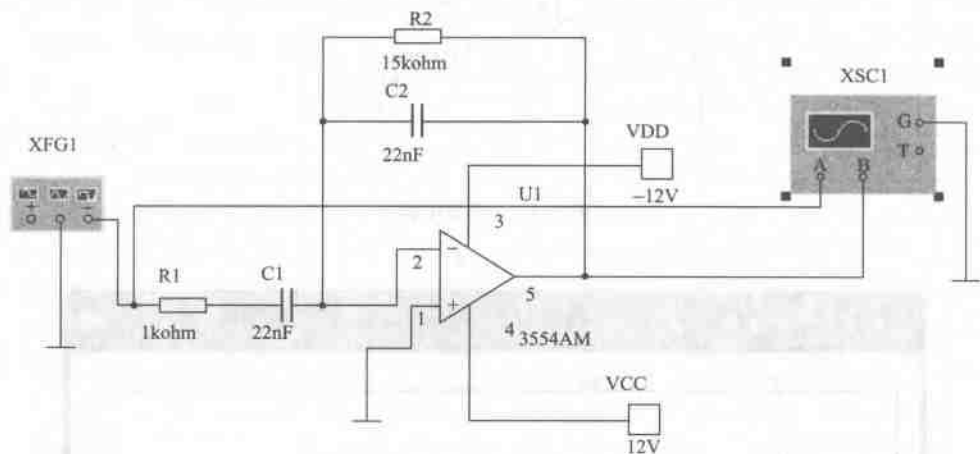 R2
15kohm
C2
22nF
XSC1
G
T
A
B
VDD
−12V
XFG1
+
−
U1
3
2
−
+
1
5
4
3554AM
R1
1kohm
C1
22nF
VCC
12V